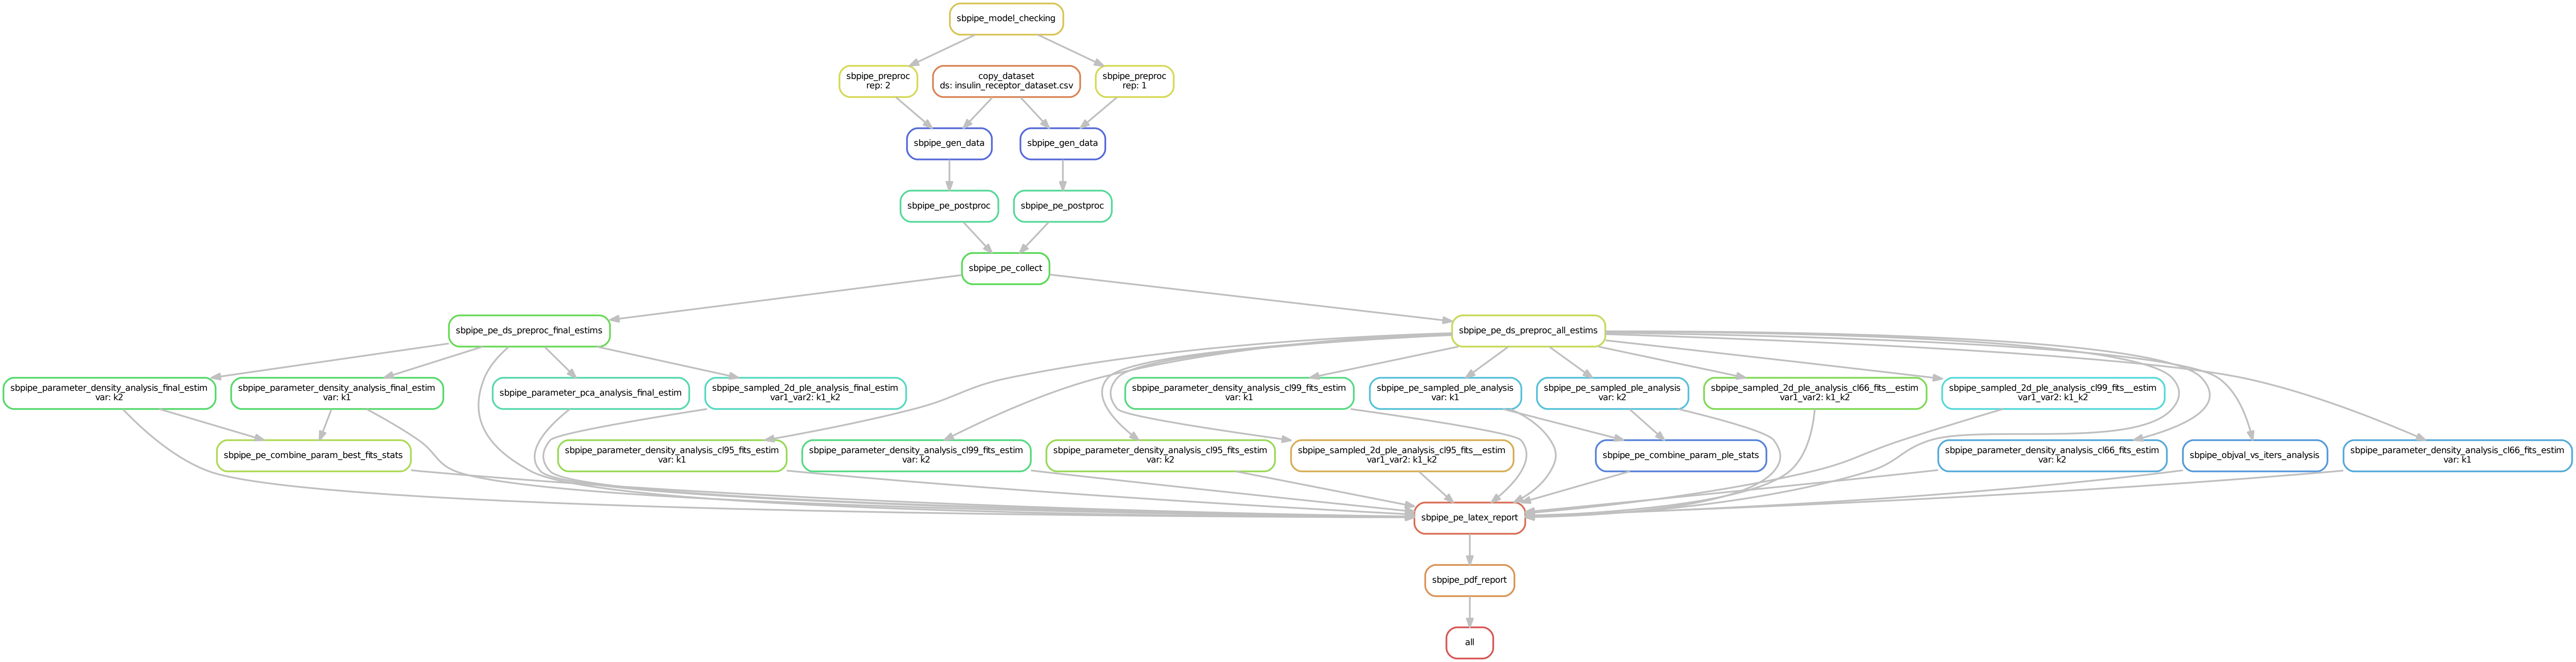 sbpipe_model_checking
sbpipe_preproc
rep: 2
copy_dataset
ds: insulin_receptor_dataset.csv
sbpipe_preproc
rep: 1
sbpipe_gen_data
sbpipe_gen_data
sbpipe_pe_postproc
sbpipe_pe_postproc
sbpipe_pe_collect
sbpipe_pe_ds_preproc_final_estims
sbpipe_pe_ds_preproc_all_estims
sbpipe_parameter_density_analysis_final_estim
var: k2
sbpipe_parameter_density_analysis_final_estim
var: k1
sbpipe_parameter_pca_analysis_final_estim
sbpipe_sampled_2d_ple_analysis_final_estim
var1_var2: k1_k2
sbpipe_parameter_density_analysis_cl99_fits_estim
var: k1
sbpipe_pe_sampled_ple_analysis
var: k1
sbpipe_pe_sampled_ple_analysis
var: k2
sbpipe_sampled_2d_ple_analysis_cl66_fits__estim
var1_var2: k1_k2
sbpipe_sampled_2d_ple_analysis_cl99_fits__estim
var1_var2: k1_k2
sbpipe_pe_combine_param_best_fits_stats
sbpipe_parameter_density_analysis_cl95_fits_estim
var: k1
sbpipe_parameter_density_analysis_cl99_fits_estim
var: k2
sbpipe_parameter_density_analysis_cl95_fits_estim
var: k2
sbpipe_sampled_2d_ple_analysis_cl95_fits__estim
var1_var2: k1_k2
sbpipe_pe_combine_param_ple_stats
sbpipe_parameter_density_analysis_cl66_fits_estim
var: k2
sbpipe_objval_vs_iters_analysis
sbpipe_parameter_density_analysis_cl66_fits_estim
var: k1
sbpipe_pe_latex_report
sbpipe_pdf_report
all